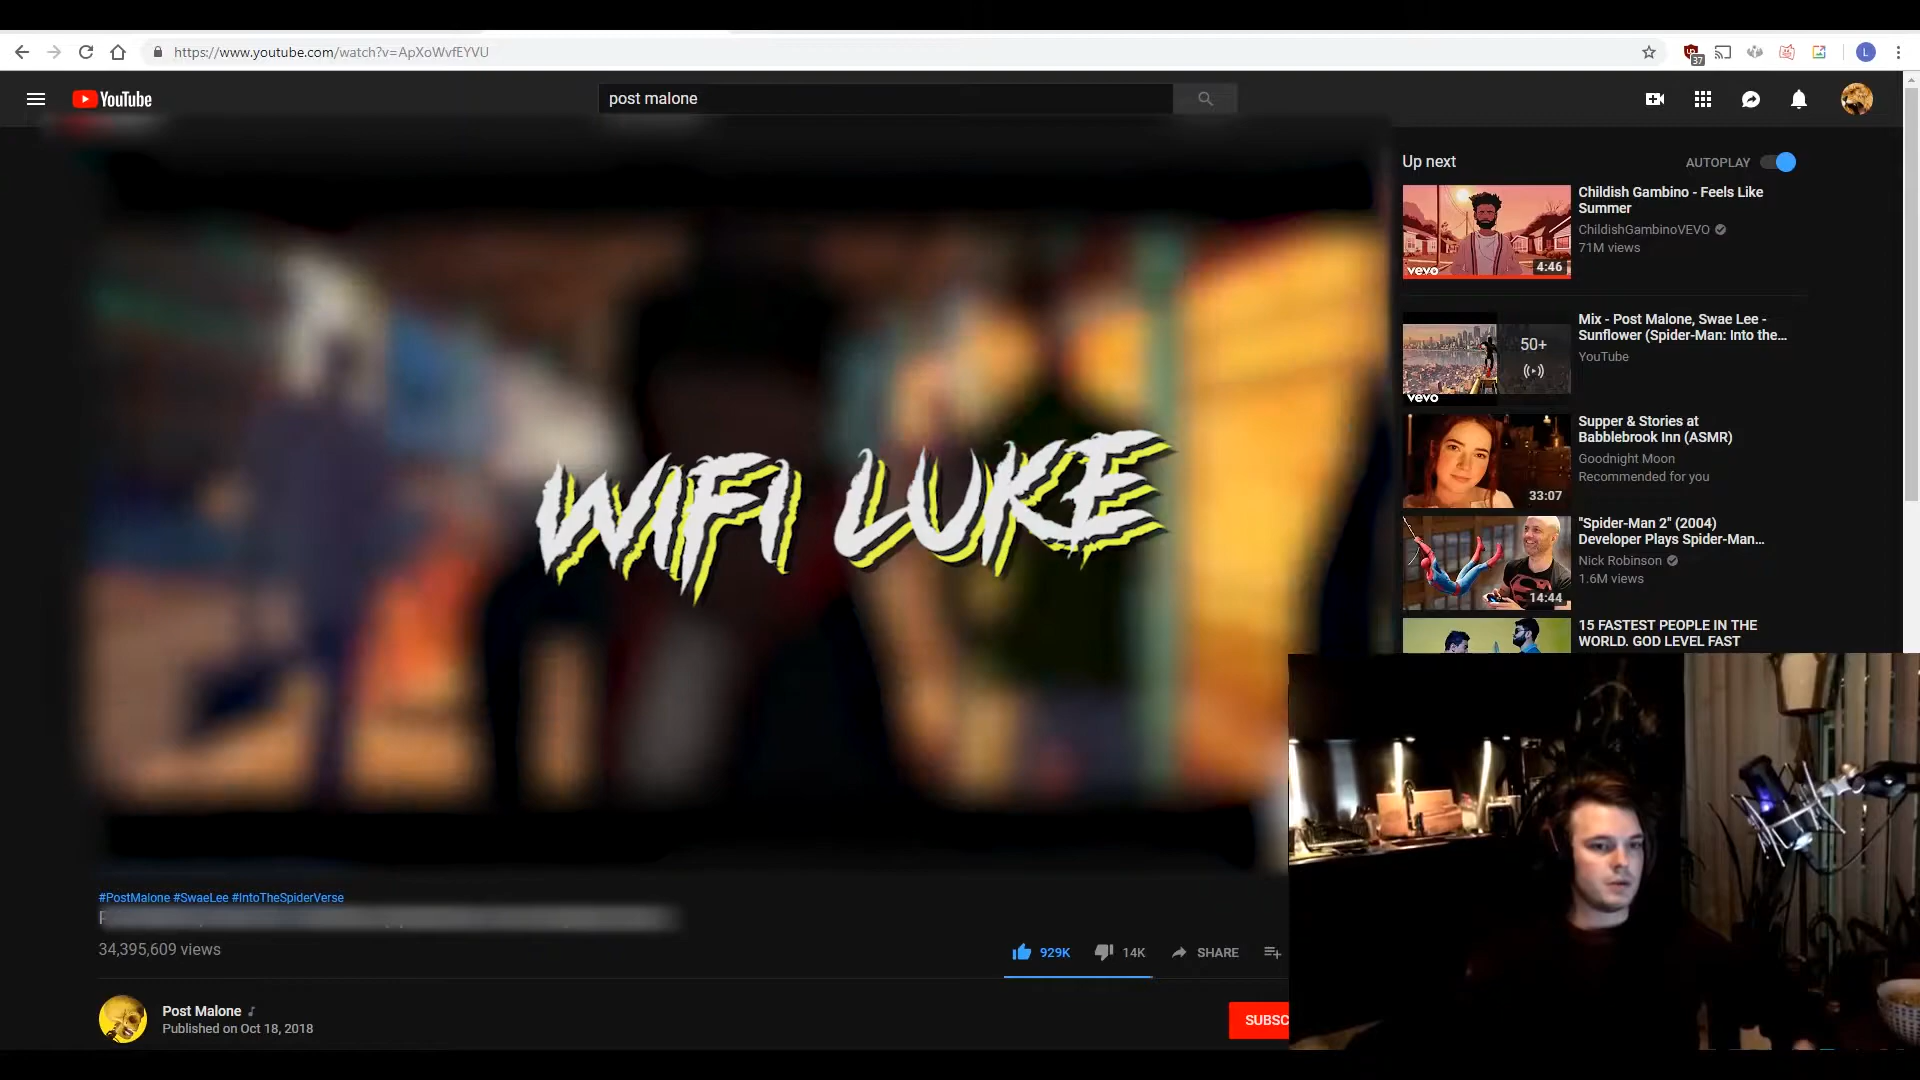 https://www.youtube.com/watch?v=ApXoWvfEYVU
37
L
YouTube
post malone
Up next
AUTOPLAY
Childish Gambino - Feels Like
Summer
ChildishGambinoVEVO
71M views
vevo
4:46
Mix - Post Malone, Swae Lee -
Sunflower (Spider-Man: Into the...
YouTube
50+
vevo
Supper & Stories at
Babblebrook Inn (ASMR)
Goodnight Moon
Recommended for you
33:07
"Spider-Man 2" (2004)
Developer Plays Spider-Man...
Nick Robinson
1.6M views
14:44
15 FASTEST PEOPLE IN THE
WORLD. GOD LEVEL FAST
WIFI LUKE
#PostMalone #SwaeLee #IntoTheSpiderVerse
34,395,609 views
929K
14K
SHARE
Post Malone
Published on Oct 18, 2018
SUBSC